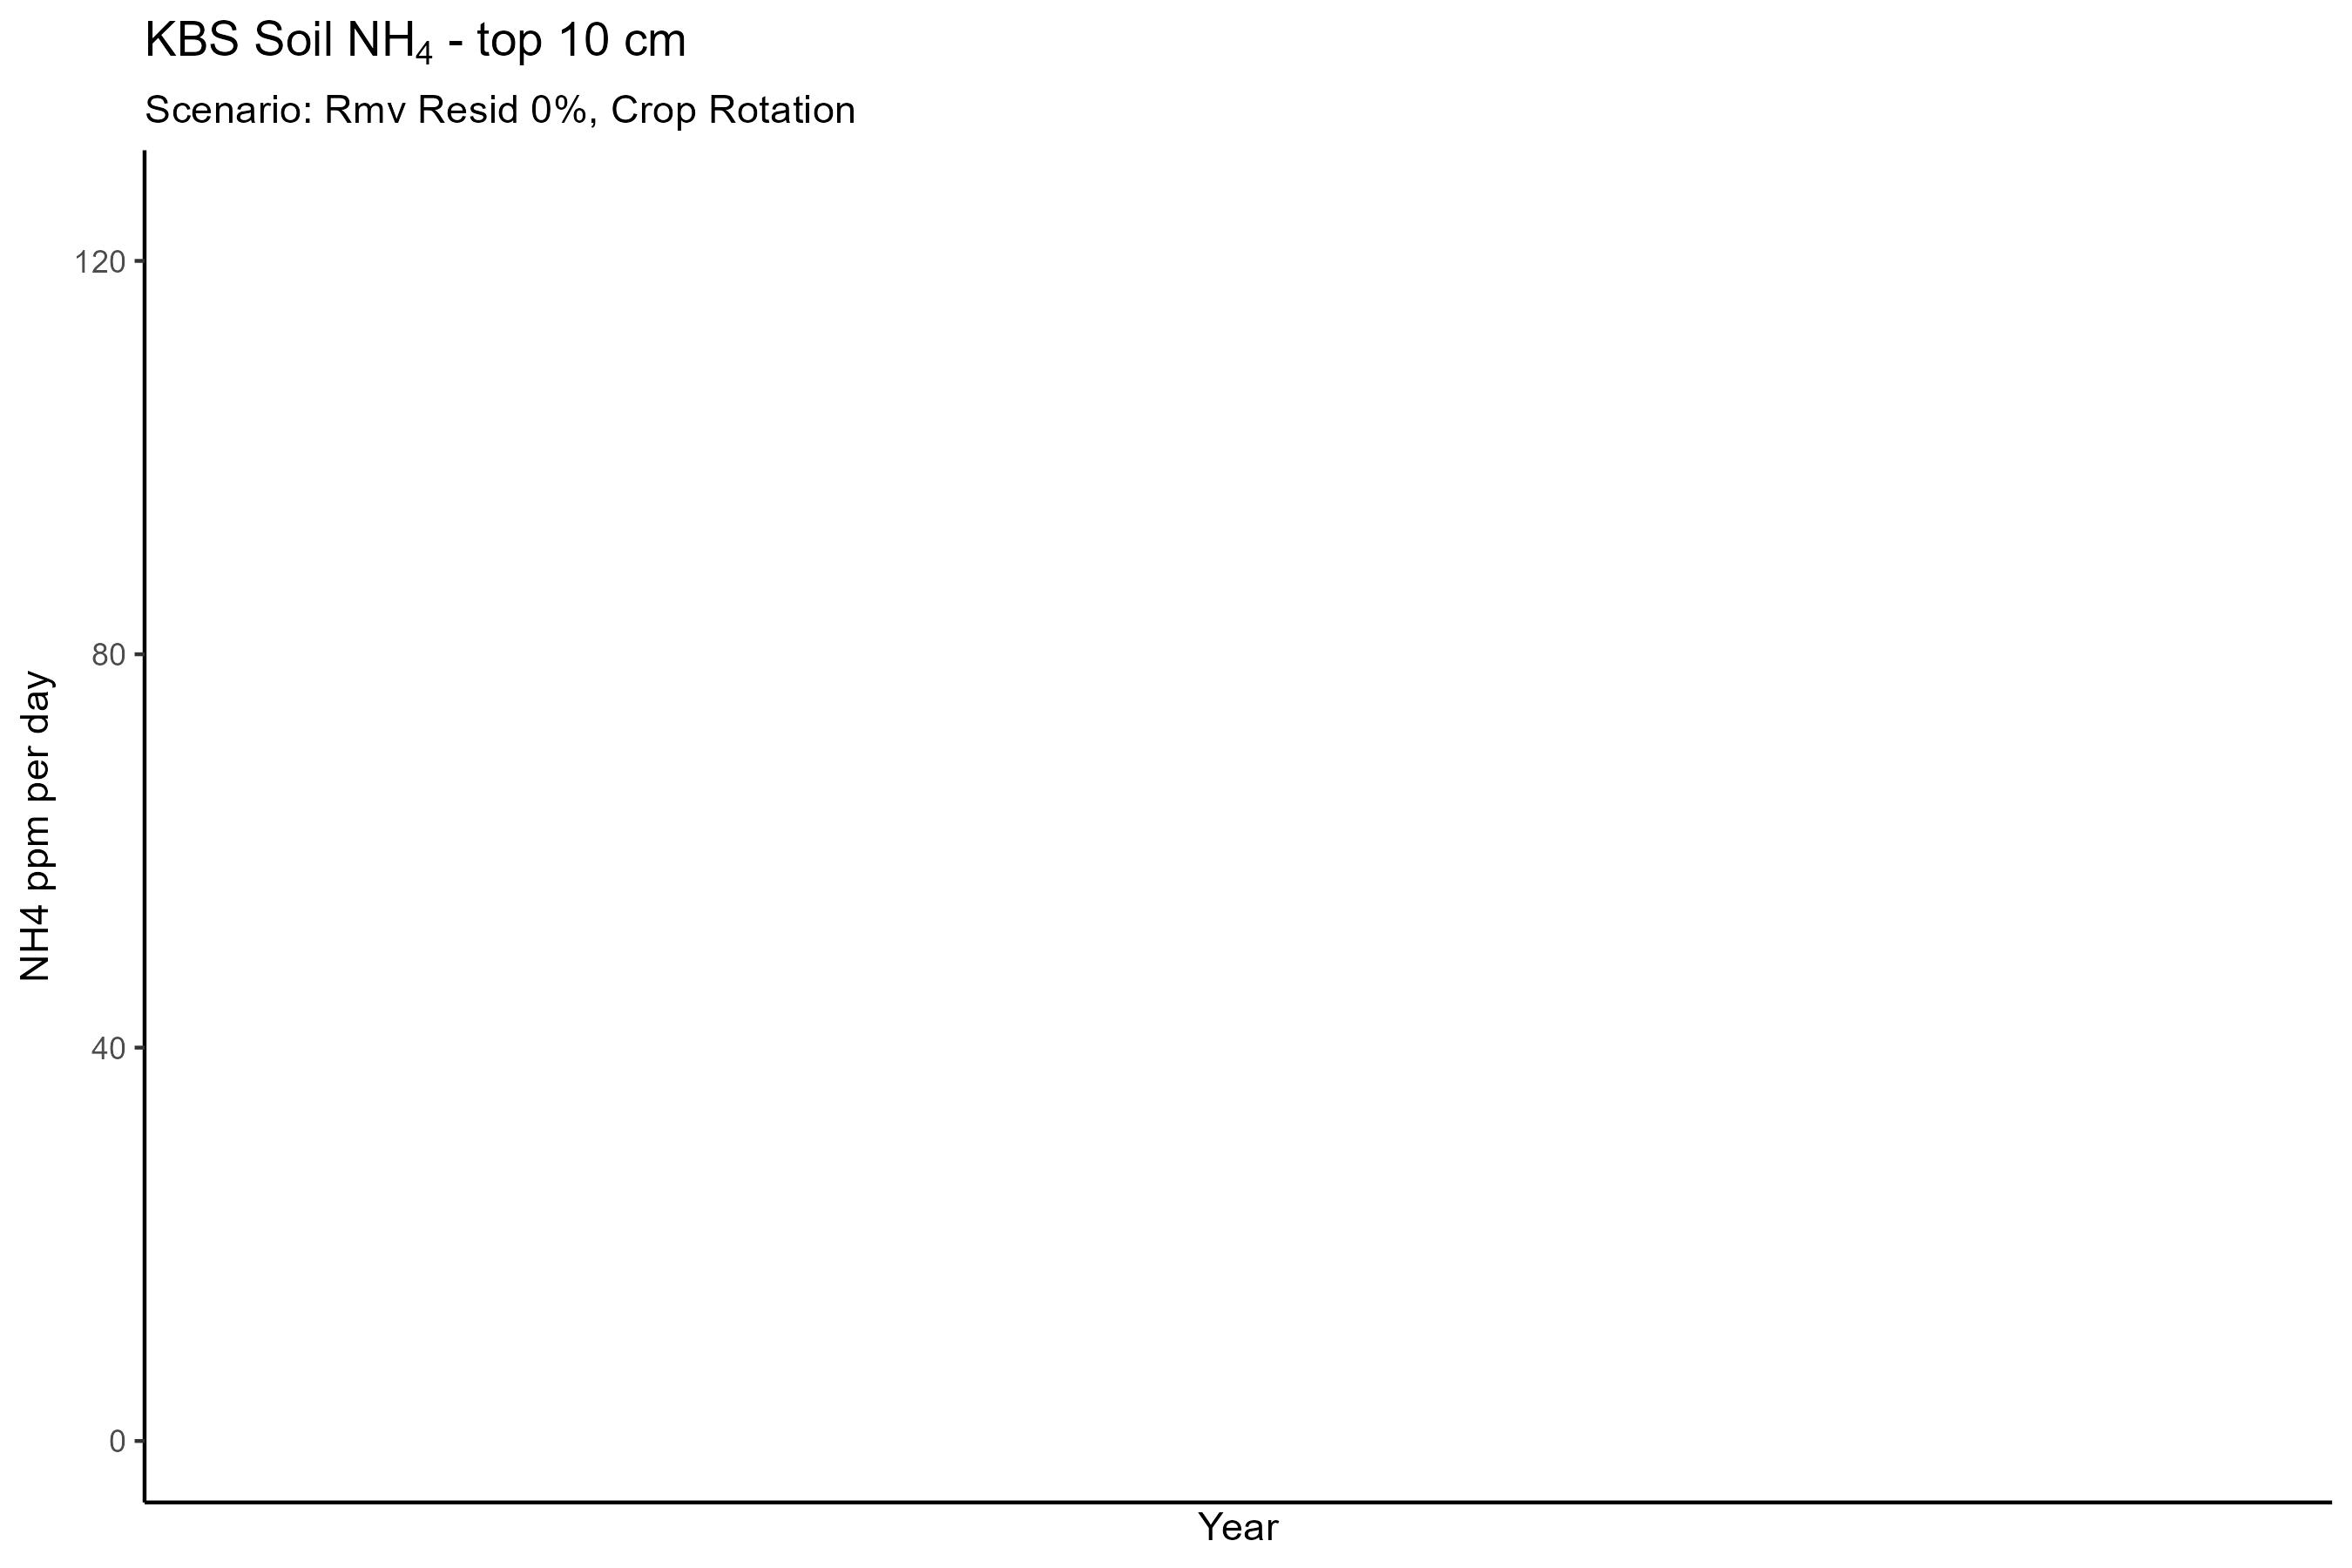 KBS Soil NH₄ - top 10 cm
Scenario: Rmv Resid 0%, Crop Rotation
120
80
40
0
NH4 ppm per day
Year